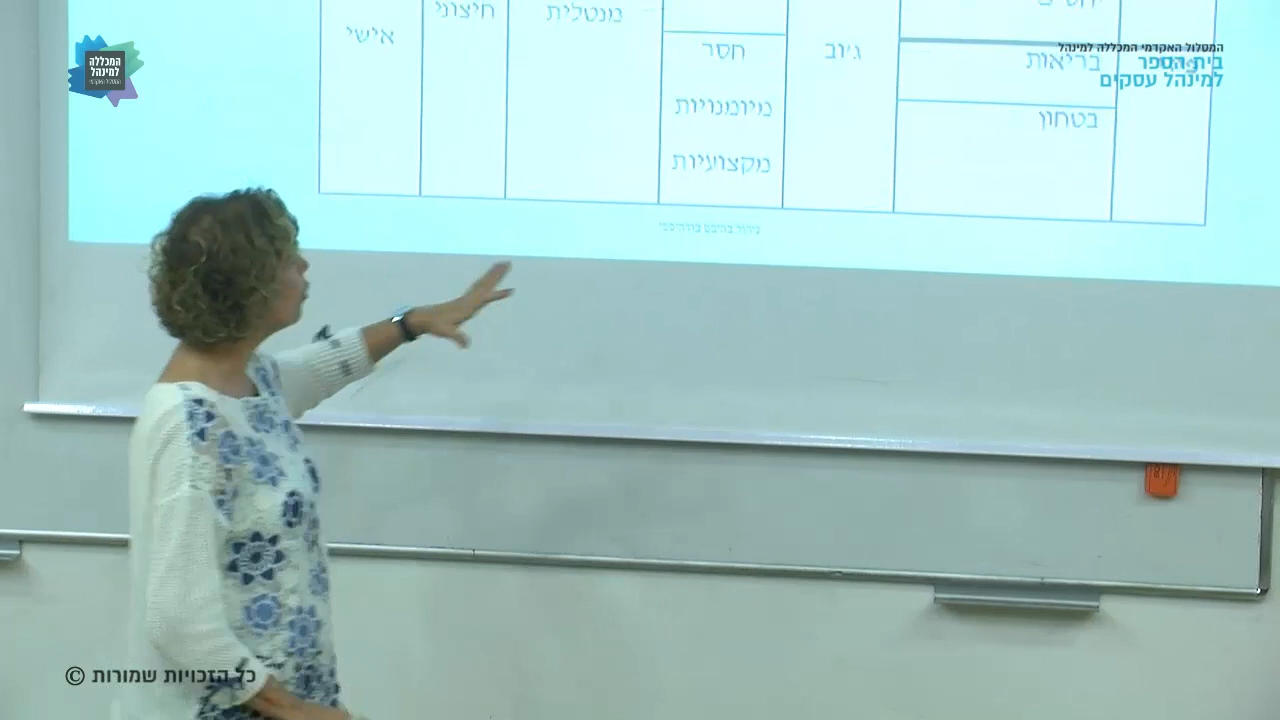 המכללה
למינהל
המסלול האקדמי המכללה למינהל
בית הספר
למינהל עסקים
בריאות
בטחון
ג'וב
חסר
מיומנויות
מקצועיות
מנטלית
חיצוני
אישי
כל הזכויות שמורות ©